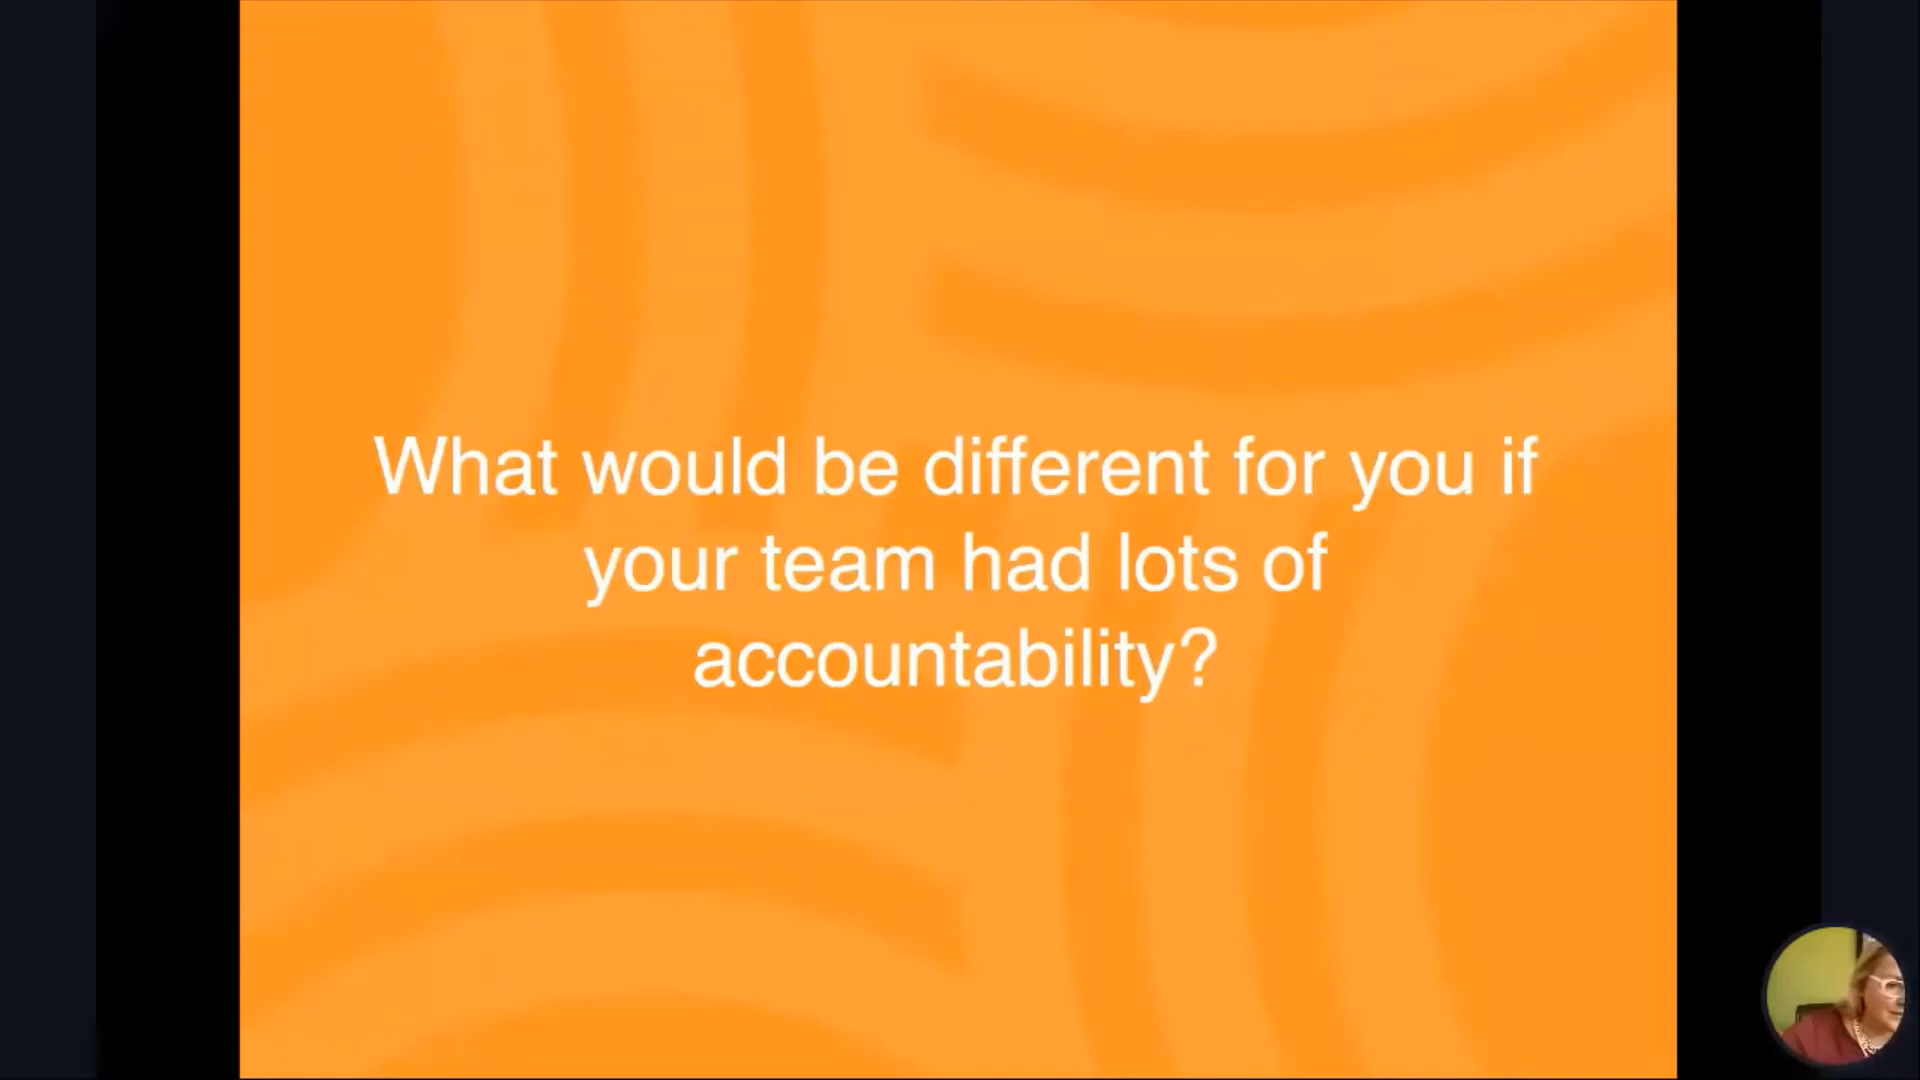 What would be different for you if
your team had lots of
accountability?